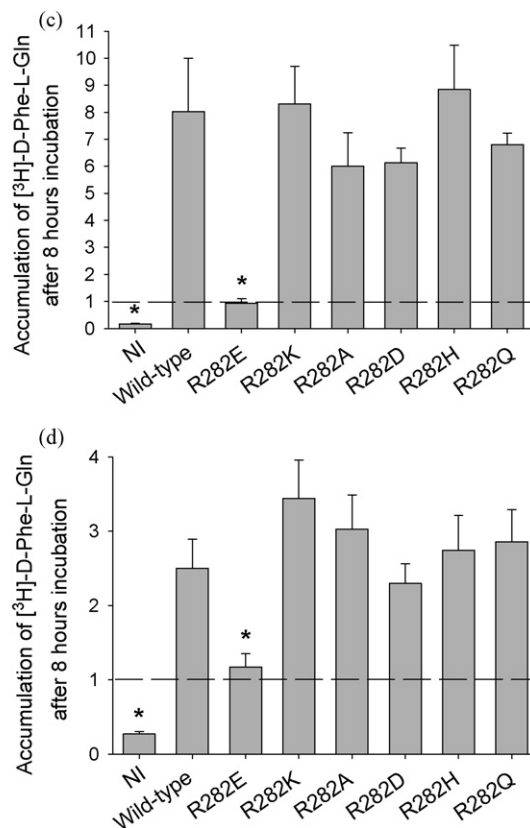 (c)
Accumulation of [³H]-D-Phe-L-Gln
after 8 hours incubation
11
10
9
8
7
6
5
4
3
2
1
0
*
*
NI
Wild-type
R282E
R282K
R282A
R282D
R282H
R282Q
(d)
Accumulation of [³H]-D-Phe-L-Gln
after 8 hours incubation
4
3
2
1
0
*
*
NI
Wild-type
R282E
R282K
R282A
R282D
R282H
R282Q